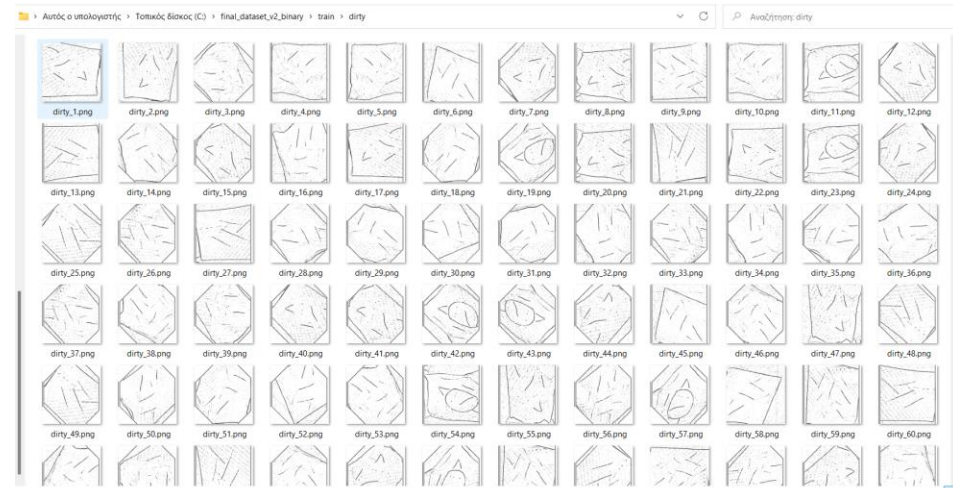 Αυτός ο υπολογιστής > Τοπικός δίσκος (C:) > final_dataset_v2_binary > train > dirty
Αναζήτηση: dirty
dirty_1.png dirty_2.png dirty_3.png dirty_4.png dirty_5.png dirty_6.png dirty_7.png dirty_8.png dirty_9.png dirty_10.png dirty_11.png dirty_12.png
dirty_13.png dirty_14.png dirty_15.png dirty_16.png dirty_17.png dirty_18.png dirty_19.png dirty_20.png dirty_21.png dirty_22.png dirty_23.png dirty_24.png
dirty_25.png dirty_26.png dirty_27.png dirty_28.png dirty_29.png dirty_30.png dirty_31.png dirty_32.png dirty_33.png dirty_34.png dirty_35.png dirty_36.png
dirty_37.png dirty_38.png dirty_39.png dirty_40.png dirty_41.png dirty_42.png dirty_43.png dirty_44.png dirty_45.png dirty_46.png dirty_47.png dirty_48.png
dirty_49.png dirty_50.png dirty_51.png dirty_52.png dirty_53.png dirty_54.png dirty_55.png dirty_56.png dirty_57.png dirty_58.png dirty_59.png dirty_60.png